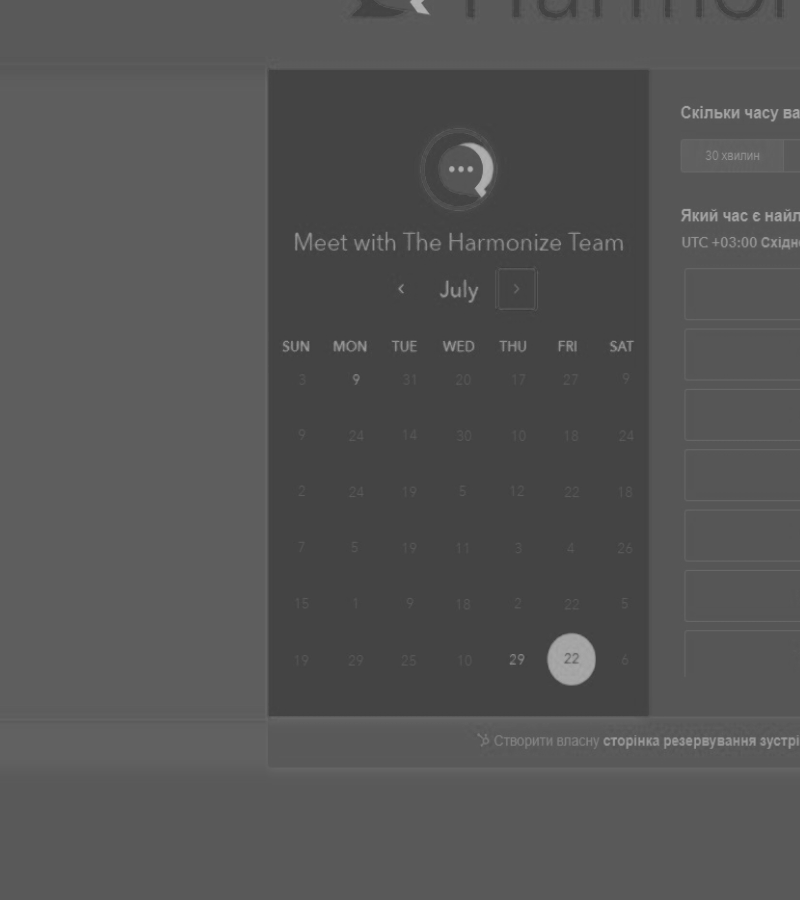 Harmon
Meet with The Harmonize Team
July
SUN MON TUE WED THU FRI SAT
3 9 31 20 17 27 9
9 24 14 30 10 18 24
2 24 19 5 12 22 18
7 5 19 11 3 4 26
15 1 9 18 2 22 5
19 29 25 10 29 22 6
Скільки часу ва
30 хвилин
Який час є найл
UTC +03:00 Східно
Створити власну сторінка резервування зустрі